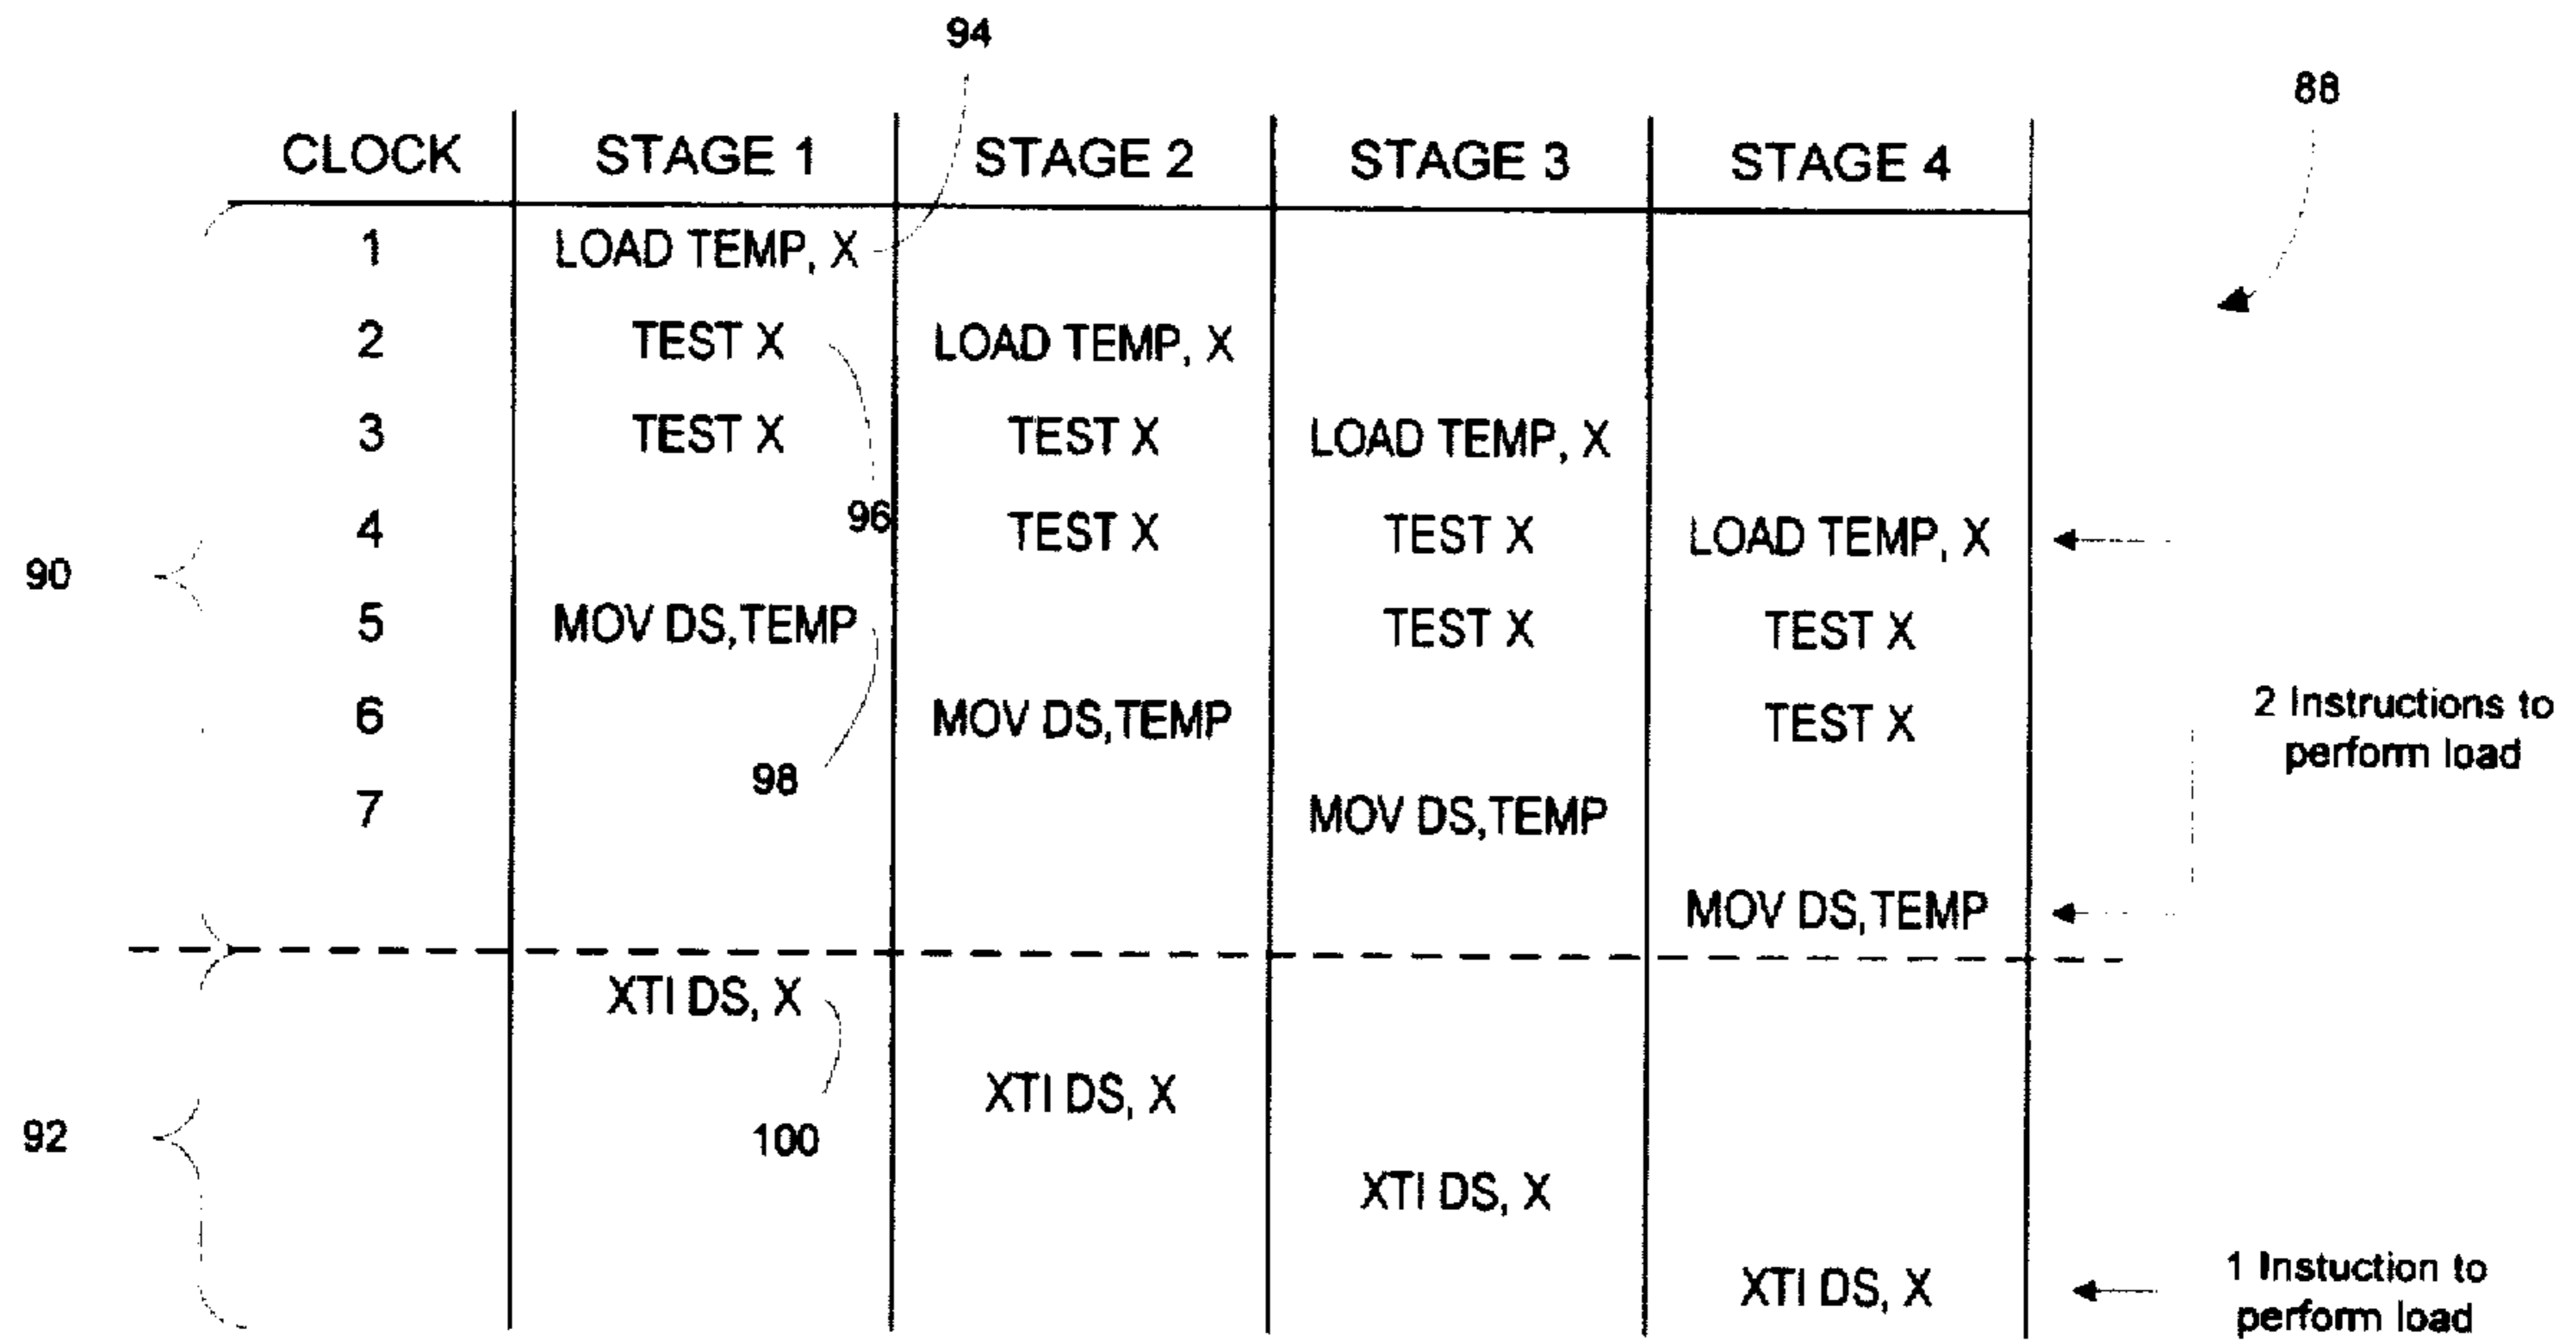 94
88
CLOCK STAGE 1 STAGE 2 STAGE 3 STAGE 4
1 LOAD TEMP, X
2 TEST X LOAD TEMP, X
3 TEST X TEST X LOAD TEMP, X
96
4 TEST X TEST X LOAD TEMP, X
90
5 MOV DS,TEMP TEST X TEST X
6 MOV DS,TEMP TEST X
2 Instructions to
perform load
98
7 MOV DS,TEMP
MOV DS,TEMP
XTI DS, X
XTI DS, X
92
100
XTI DS, X
XTI DS, X
1 Instuction to
perform load